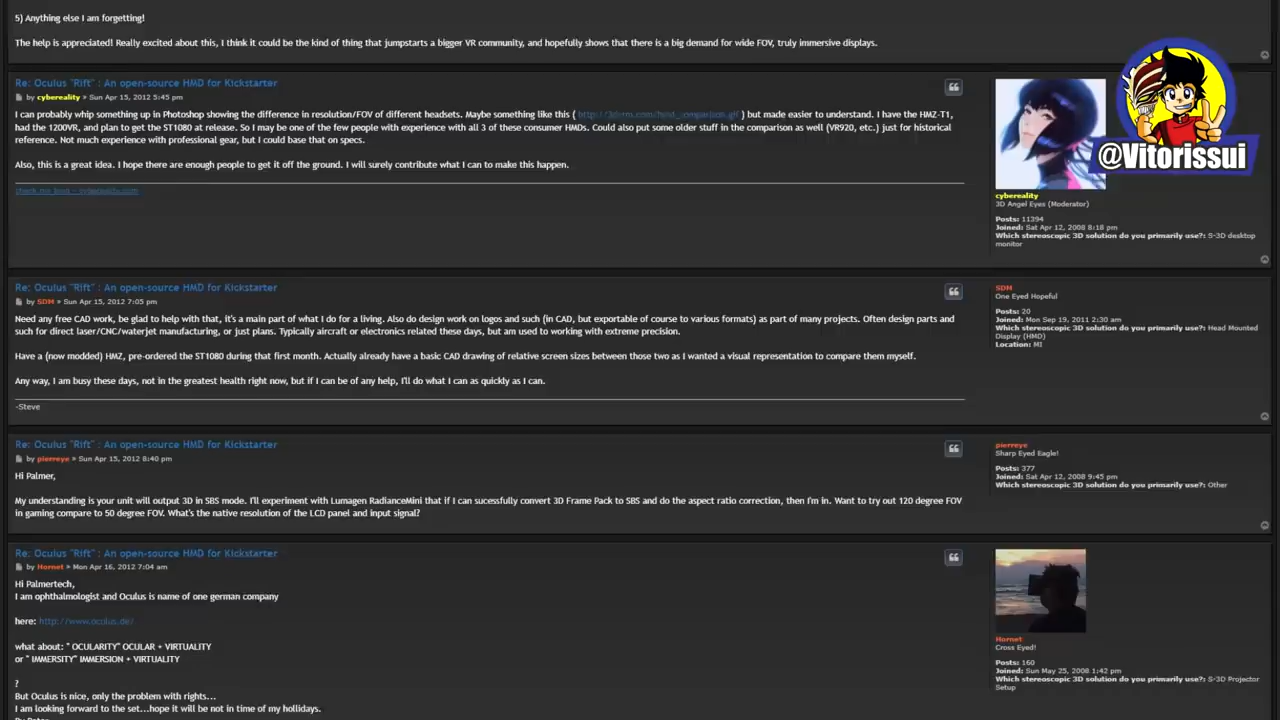 5) Anything else I am forgetting!
The help is appreciated! Really excited about this, I think it could be the kind of thing that jumpstarts a bigger VR community, and hopefully shows that there is a big demand for wide FOV, truly immersive displays.
Re: Oculus "Rift" : An open-source HMD for Kickstarter
by cybereality » Sun Apr 15, 2012 5:45 pm
I can probably whip something up in Photoshop showing the difference in resolution/FOV of different headsets. Maybe something like this ( http://3dvrm.com/hmd_comparison.gif ) but made easier to understand. I have the HMZ-T1,
had the 1200VR, and plan to get the ST1080 at release. So I may be one of the few people with experience with all 3 of these consumer HMDs. Could also put some older stuff in the comparison as well (VR920, etc.) just for historical
reference. Not much experience with professional gear, but I could base that on specs.
Also, this is a great idea. I hope there are enough people to get it off the ground. I will surely contribute what I can to make this happen.
@Vitorissui
cybereality
3D Angel Eyes (Moderator)
Posts: 11394
Joined: Sat Apr 12, 2008 8:18 pm
Which stereoscopic 3D solution do you primarily use?: S-3D desktop
monitor
Re: Oculus "Rift" : An open-source HMD for Kickstarter
by SDM » Sun Apr 15, 2012 7:05 pm
Need any free CAD work, be glad to help with that, it's a main part of what I do for a living. Also do design work on logos and such (in CAD, but exportable of course to various formats) as part of many projects. Often design parts and
such for direct laser/CNC/waterjet manufacturing, or just plans. Typically aircraft or electronics related these days, but am used to working with extreme precision.
Have a (now modded) HMZ, pre-ordered the ST1080 during that first month. Actually already have a basic CAD drawing of relative screen sizes between those two as I wanted a visual representation to compare them myself.
Any way, I am busy these days, not in the greatest health right now, but if I can be of any help, I'll do what I can as quickly as I can.
-Steve
SDM
One Eyed Hopeful
Posts: 20
Joined: Mon Sep 19, 2011 2:30 am
Which stereoscopic 3D solution do you primarily use?: Head Mounted
Display (HMD)
Location: MI
Re: Oculus "Rift" : An open-source HMD for Kickstarter
by pierreye » Sun Apr 15, 2012 8:40 pm
Hi Palmer,
My understanding is your unit will output 3D in SBS mode. I'll experiment with Lumagen RadianceMini that if I can sucessfully convert 3D Frame Pack to SBS and do the aspect ratio correction, then I'm in. Want to try out 120 degree FOV
in gaming compare to 50 degree FOV. What's the native resolution of the LCD panel and input signal?
pierreye
Sharp Eyed Eagle!
Posts: 377
Joined: Sat Apr 12, 2008 9:45 pm
Which stereoscopic 3D solution do you primarily use?: Other
Re: Oculus "Rift" : An open-source HMD for Kickstarter
by Hornet » Mon Apr 16, 2012 7:04 am
Hi Palmertech,
I am ophthalmologist and Oculus is name of one german company
here: http://www.oculus.de/
what about: " OCULARITY" OCULAR + VIRTUALITY
or " IMMERSITY" IMMERSION + VIRTUALITY
?
But Oculus is nice, only the problem with rights...
I am looking forward to the set...hope it will be not in time of my hollidays.
Hornet
Cross Eyed!
Posts: 160
Joined: Sun May 25, 2008 1:42 pm
Which stereoscopic 3D solution do you primarily use?: S-3D Projector
Setup